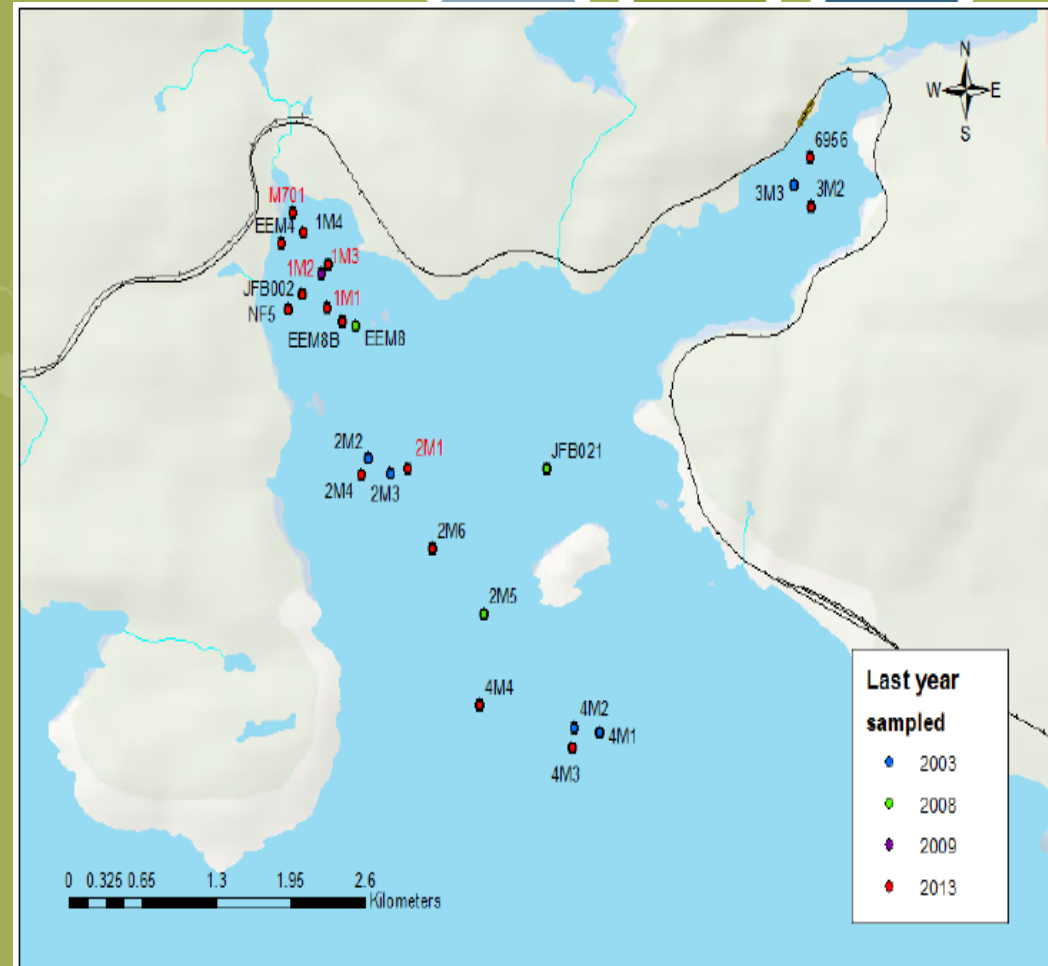 N
W E
S
6956
3M3
3M2
M701
EEM4 1M4
1M3
1M2
JFB002
1M1
NF5
EEM8B EEM8
2M2 2M1 JFB021
2M4 2M3
2M6
2M5
4M4
4M2
4M1
4M3
Last year
sampled
2003
2008
2009
2013
0 0.325 0.65 1.3 1.95 2.6
Kilometers